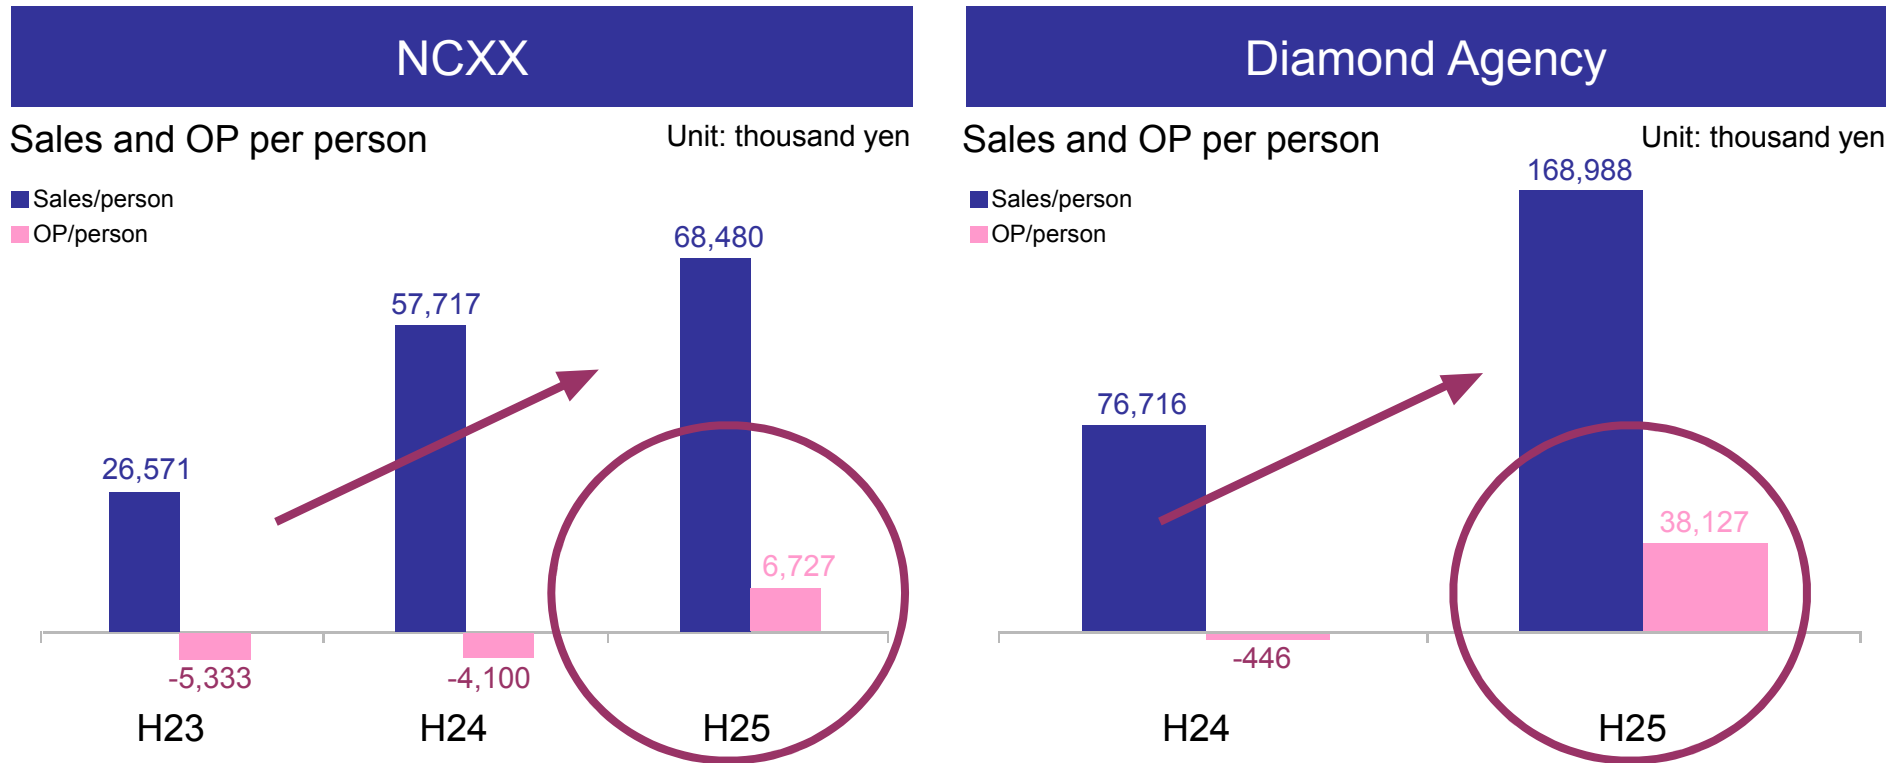 NCXX
Sales and OP per person
Unit: thousand yen
Sales/person
OP/person
68,480
57,717
26,571
6,727
-5,333
-4,100
H23
H24
H25
Diamond Agency
Sales and OP per person
Unit: thousand yen
168,988
Sales/person
OP/person
76,716
38,127
-446
H24
H25